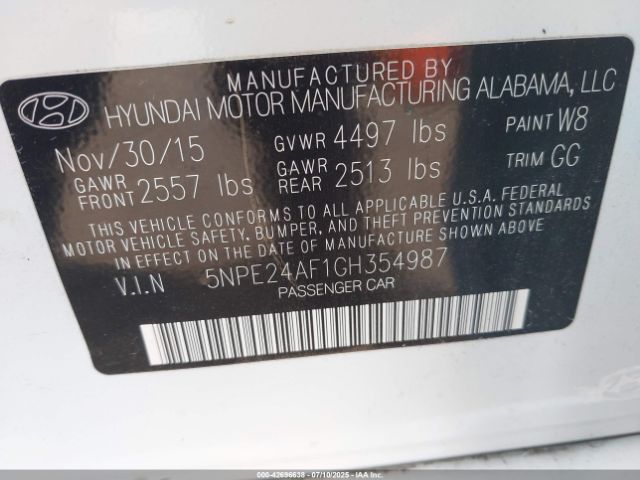 MANUFACTURED BY
HYUNDAI MOTOR MANUFACTURING ALABAMA, LLC
Nov/30/15 GVWR 4497 lbs PAINT W8
GAWR FRONT 2557 lbs GAWR REAR 2513 lbs TRIM GG
THIS VEHICLE CONFORMS TO ALL APPLICABLE U.S.A. FEDERAL
MOTOR VEHICLE SAFETY, BUMPER, AND THEFT PREVENTION STANDARDS
IN EFFECT ON THE DATE OF MANUFACTURE SHOWN ABOVE
V.I.N 5NPE24AF1GH354987
PASSENGER CAR
000-42696638 - 07/10/2025 - IAA Inc.